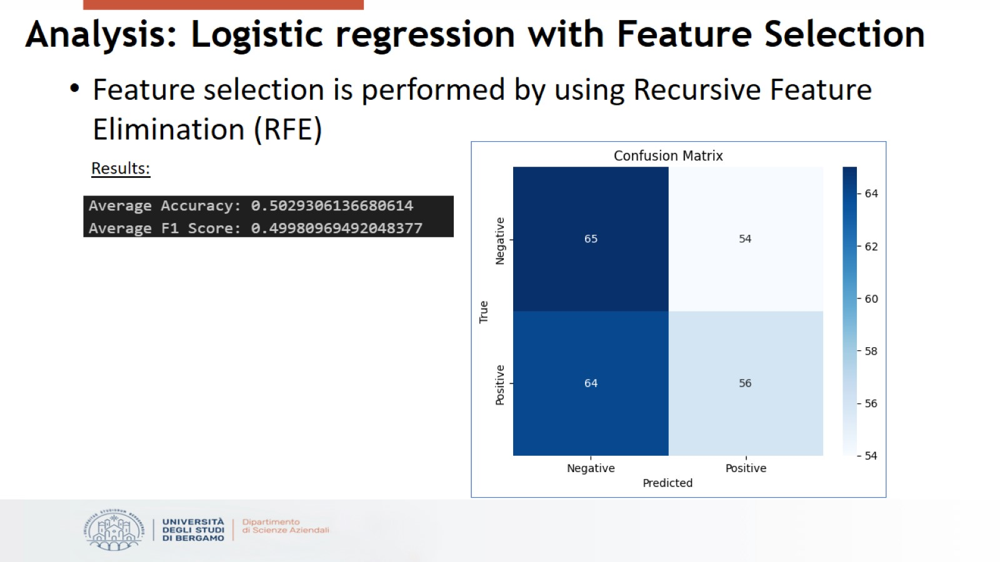 Analysis: Logistic regression with Feature Selection
• Feature selection is performed by using Recursive Feature
Elimination (RFE)
Results:
Average Accuracy: 0.5029306136680614
Average F1 Score: 0.49980969492048377
Confusion Matrix
Negative
65
54
Positive
64
56
True
Negative
Positive
Predicted
64
62
60
58
56
54
UNIVERSITÀ
DEGLI STUDI
DI BERGAMO
Dipartimento
di Scienze Aziendali